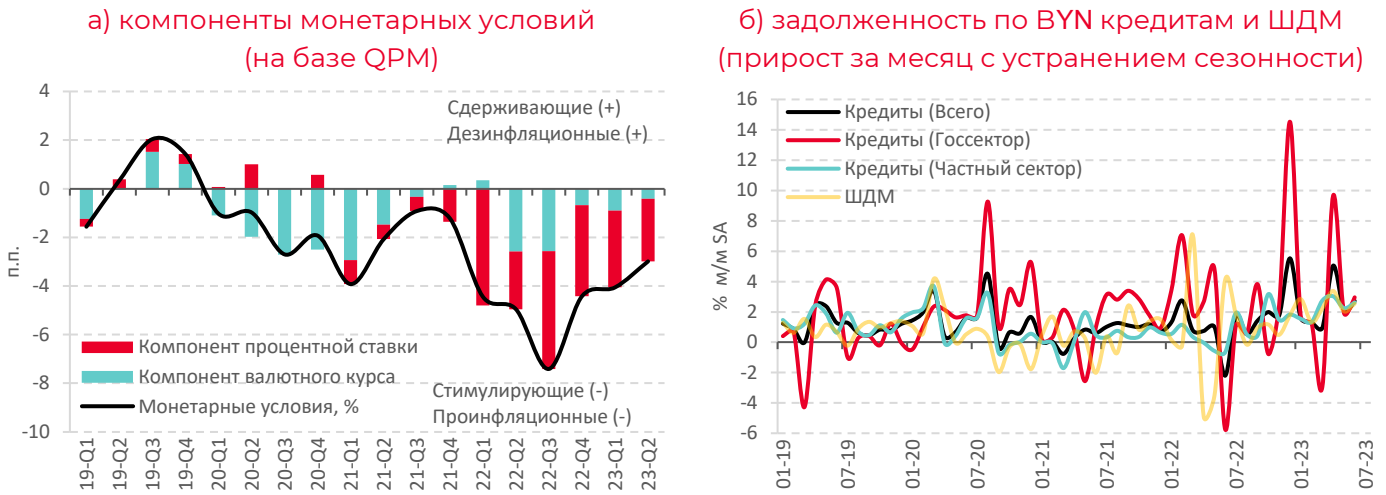 а) компоненты монетарных условий
(на базе QPM)
4
2
0
-2
-4
-6
-8
-10
п.п.
Сдерживающие (+)
Дезинфляционные (+)
Компонент процентной ставки
Компонент валютного курса
Монетарные условия, %
Стимулирующие (-)
Проинфляционные (-)
19-Q1
19-Q2
19-Q3
19-Q4
20-Q1
20-Q2
20-Q3
20-Q4
21-Q1
21-Q2
21-Q3
21-Q4
22-Q1
22-Q2
22-Q3
22-Q4
23-Q1
23-Q2
б) задолженность по BYN кредитам и ШДМ
(прирост за месяц с устранением сезонности)
16
14
12
10
8
6
4
2
0
-2
-4
-6
% м/м SA
Кредиты (Всего)
Кредиты (Госсектор)
Кредиты (Частный сектор)
ШДМ
01-19
07-19
01-20
07-20
01-21
07-21
01-22
07-22
01-23
07-23